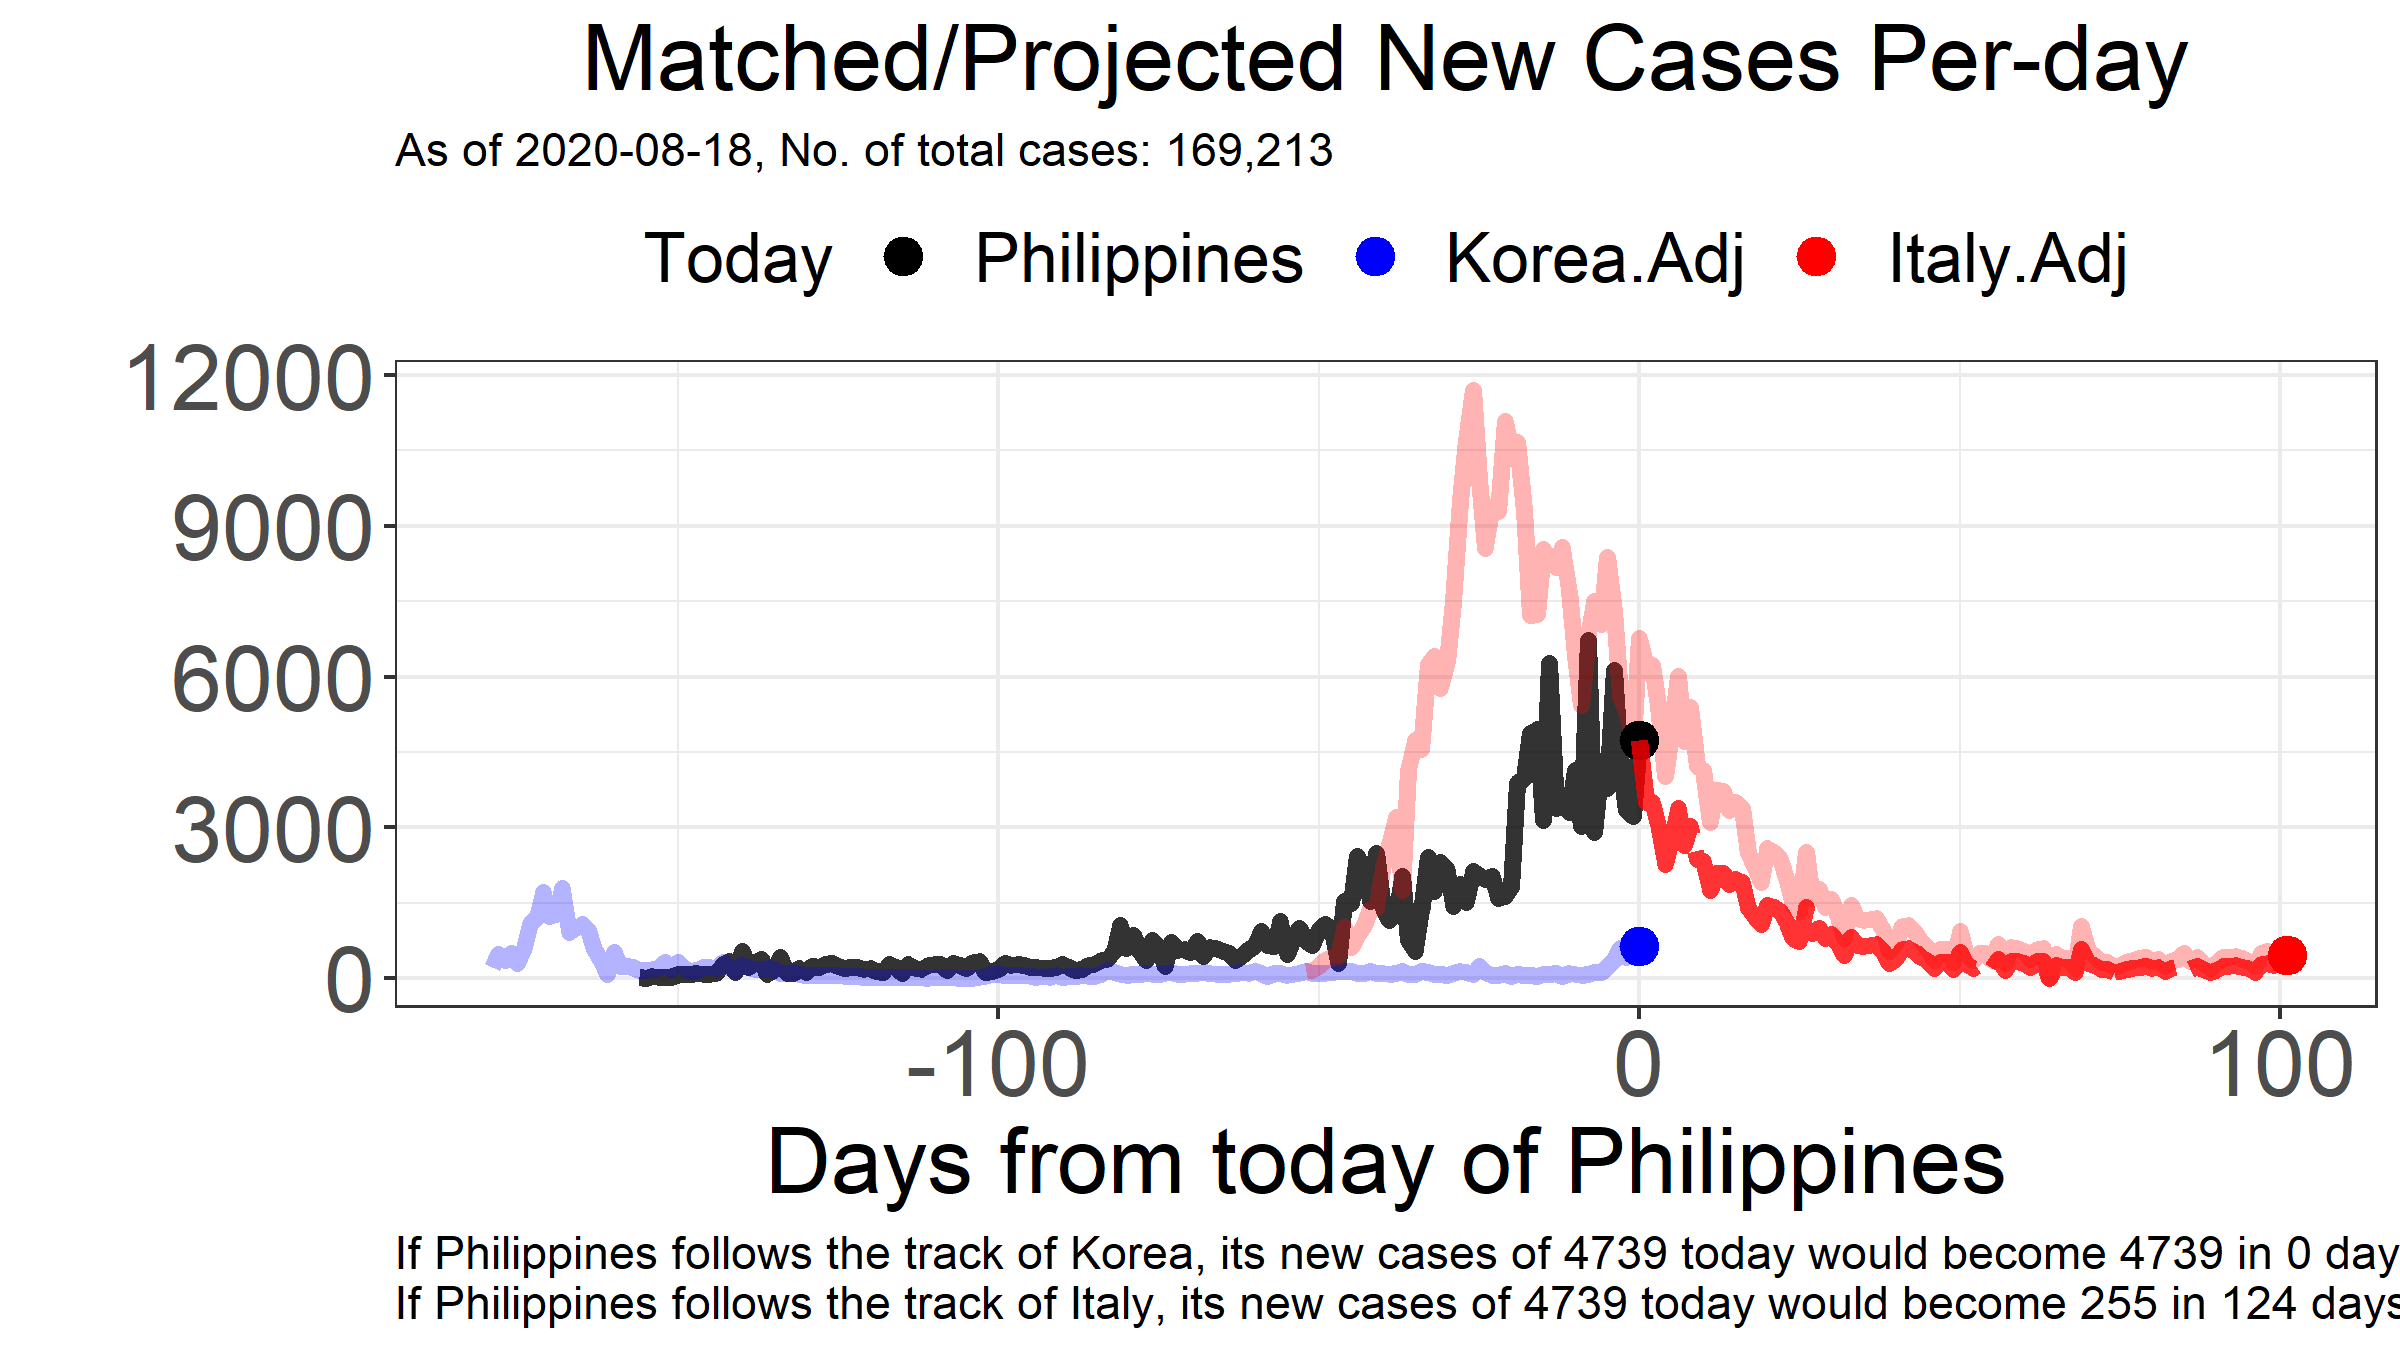 Matched/Projected New Cases Per-day
As of 2020-08-18, No. of total cases: 169,213
Today Philippines Korea.Adj Italy.Adj
12000
9000
6000
3000
0
-100 0 100
Days from today of Philippines
If Philippines follows the track of Korea, its new cases of 4739 today would become 4739 in 0 day
If Philippines follows the track of Italy, its new cases of 4739 today would become 255 in 124 days